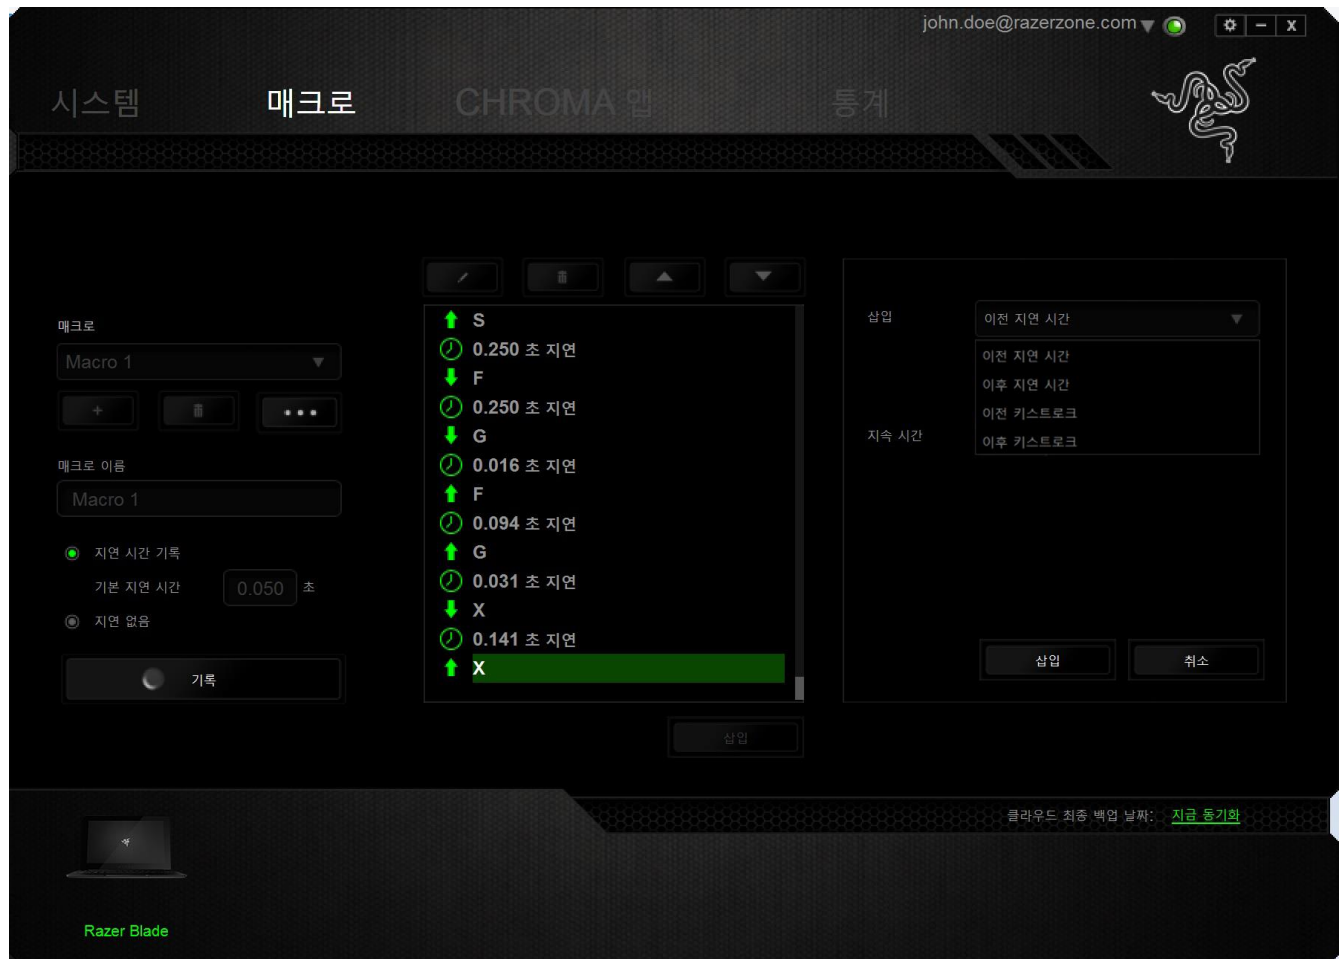 john.doe@razerzone.com
시스템 매크로 CHROMA 앱 통계
매크로
Macro 1
매크로 이름
Macro 1
지연 시간 기록
기본 지연 시간 0.050 초
지연 없음
기록
S
0.250 초 지연
F
0.250 초 지연
G
0.016 초 지연
F
0.094 초 지연
G
0.031 초 지연
X
0.141 초 지연
X
삽입
삽입 이전 지연 시간
이전 지연 시간
이후 지연 시간
이전 키스트로크
이후 키스트로크
지속 시간
삽입 취소
클라우드 최종 백업 날짜: 지금 동기화
Razer Blade